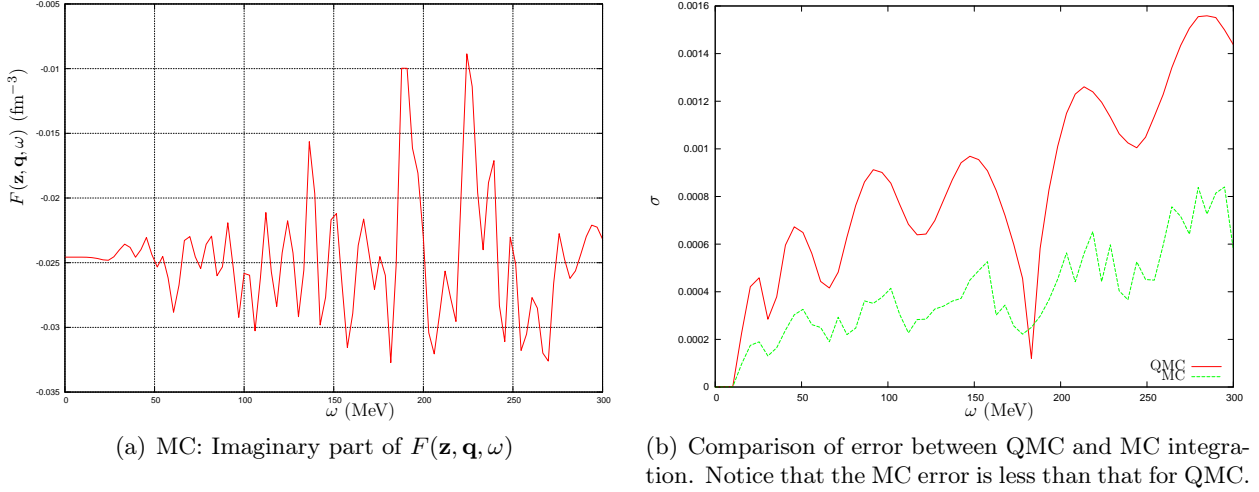 -0.005
-0.01
-0.015
-0.02
-0.025
-0.03
-0.035
F(z, q, ω) (fm⁻³)
0 50 100 150 200 250 300
ω (MeV)
(a) MC: Imaginary part of F(z, q, ω)
0.0016
0.0014
0.0012
0.001
0.0008
0.0006
0.0004
0.0002
0
σ
QMC
MC
0 50 100 150 200 250 300
ω (MeV)
(b) Comparison of error between QMC and MC integra-
tion. Notice that the MC error is less than that for QMC.